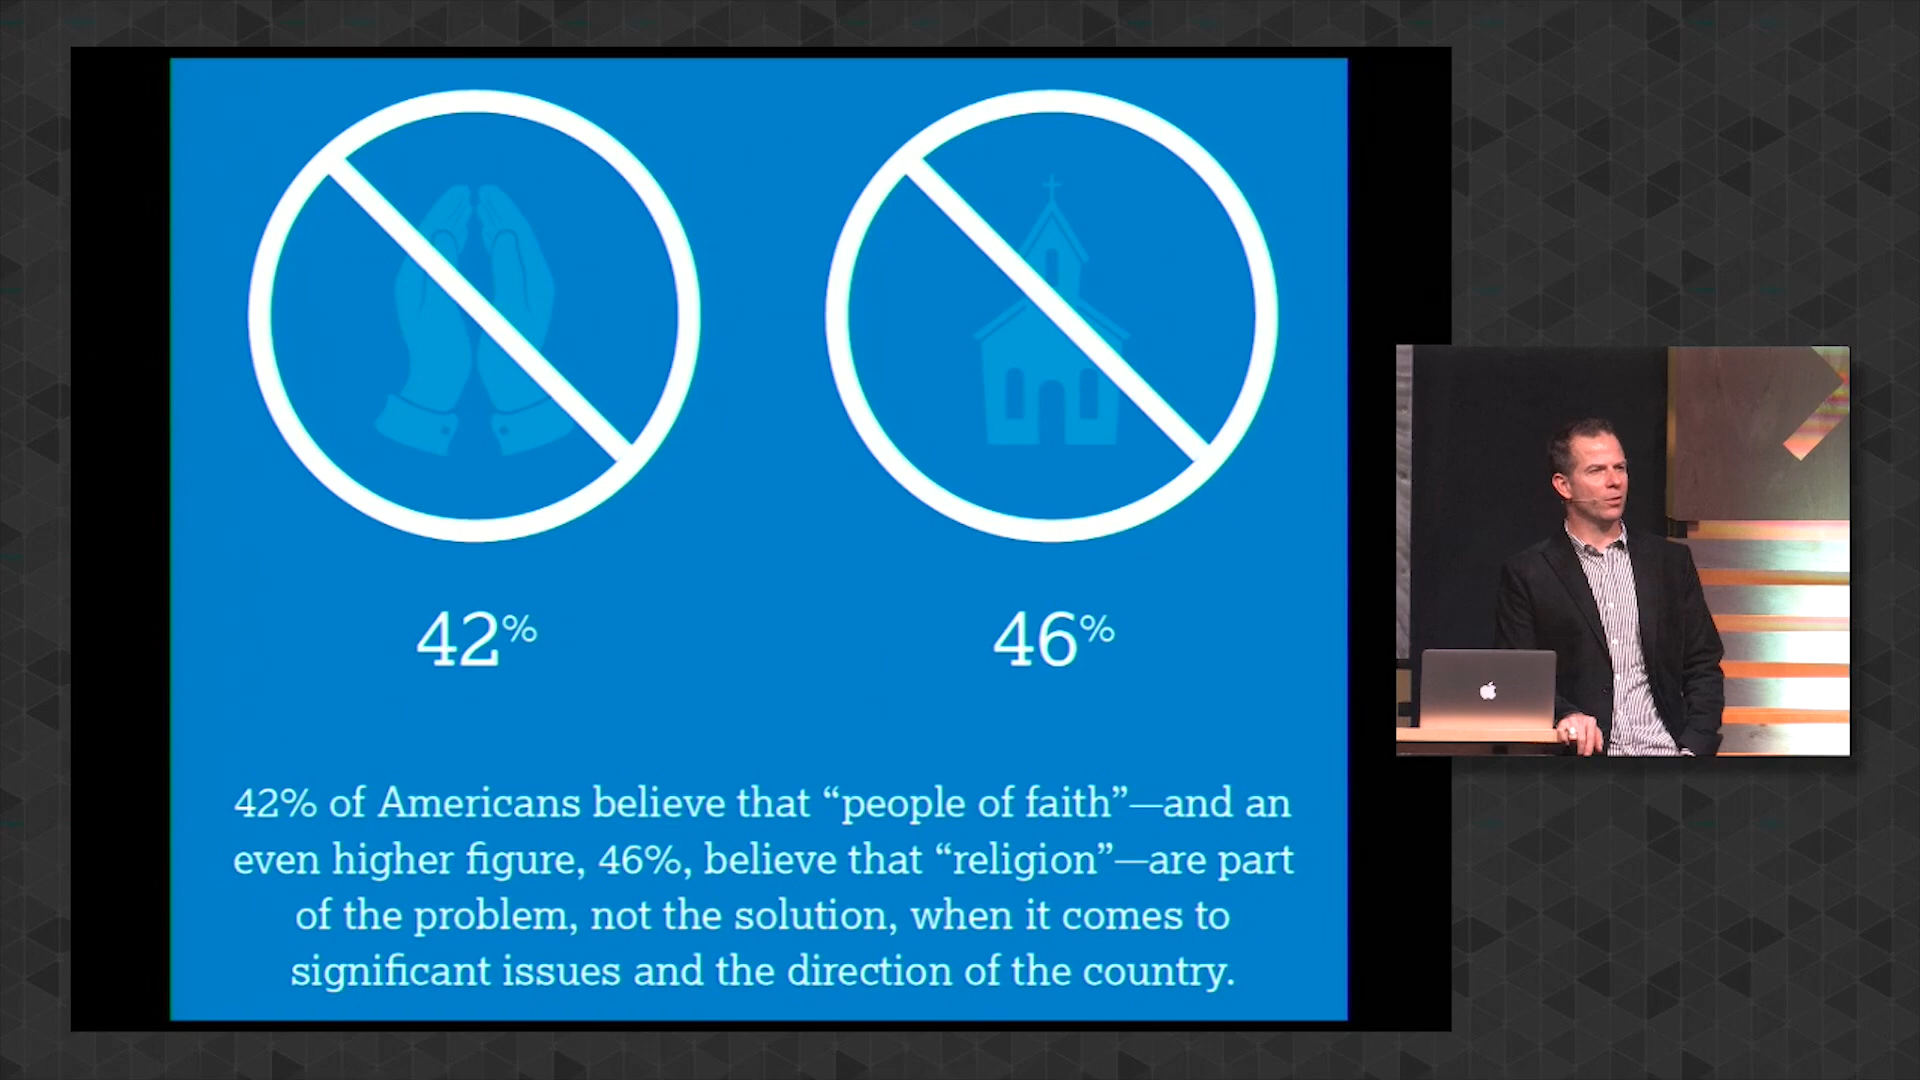 42%
46%
42% of Americans believe that “people of faith”—and an
even higher figure, 46%, believe that “religion”—are part
of the problem, not the solution, when it comes to
significant issues and the direction of the country.